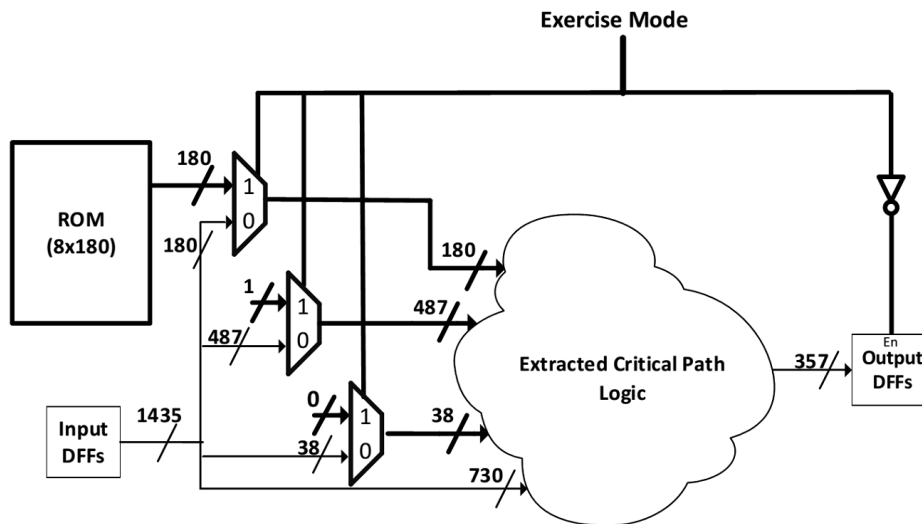 Exercise Mode
180
1
ROM
(8x180)
0
180
180
1
1
487
487
0
Extracted Critical Path
Logic
357
En
Output
DFFs
0
1
1435
38
38
0
Input
DFFs
730